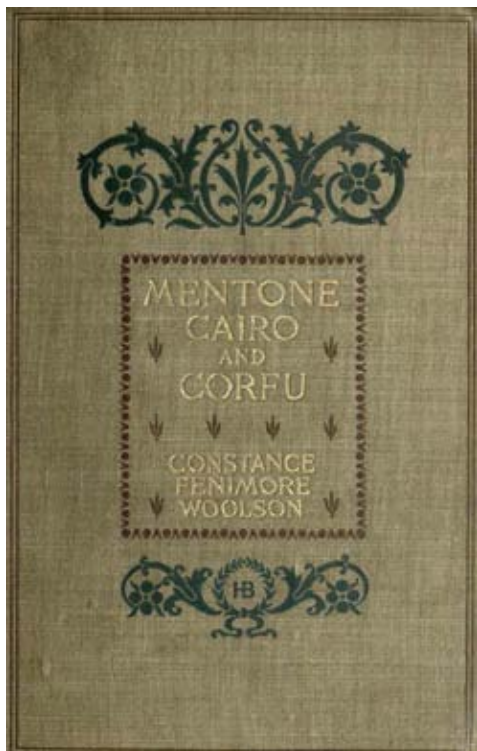 MENTONE
CAIRO
AND
CORFU
CONSTANCE
FENIMORE
WOOLSON
HB